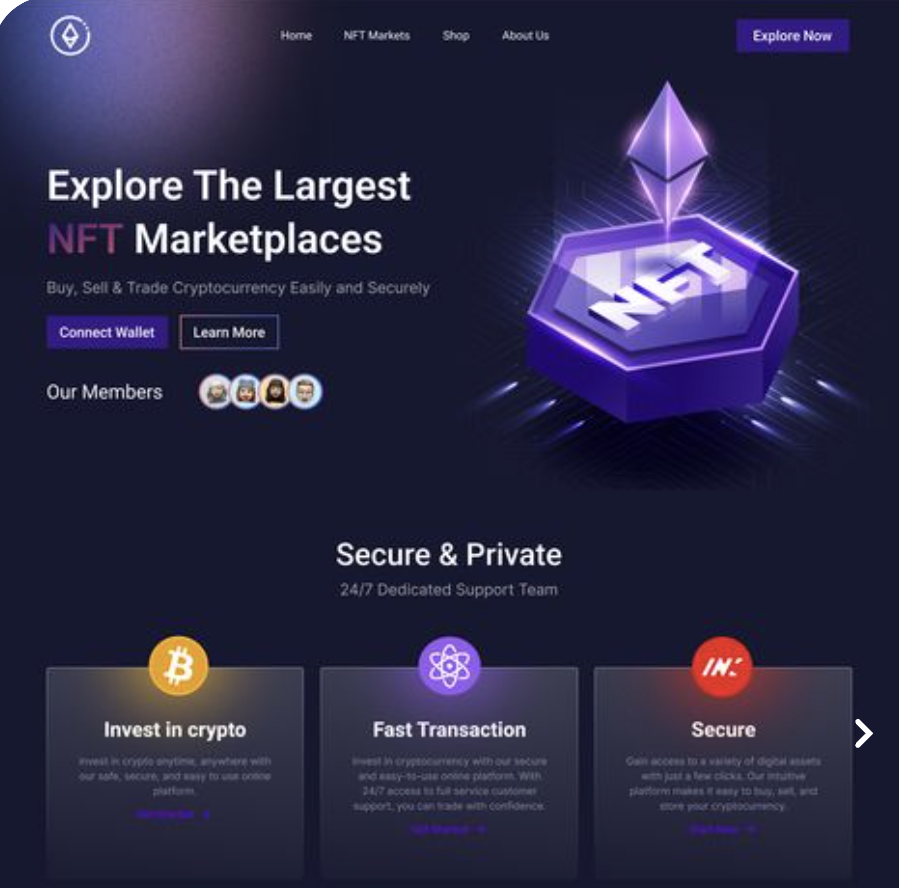 Home NFT Markets Shop About Us Explore Now
Explore The Largest
NFT Marketplaces
Buy, Sell & Trade Cryptocurrency Easily and Securely
Connect Wallet Learn More
Our Members
NFT
Secure & Private
24/7 Dedicated Support Team
Invest in crypto
Invest in crypto anytime, anywhere with
our safe, secure, and easy to use online
platform.
Fast Transaction
Invest in cryptocurrency with our secure
and easy-to-use online platform. With
24/7 access to full service customer
support, you can trade with confidence.
Secure
Gain access to a variety of digital assets
with just a few clicks. Our intuitive
platform makes it easy to buy, sell, and
store your cryptocurrency.